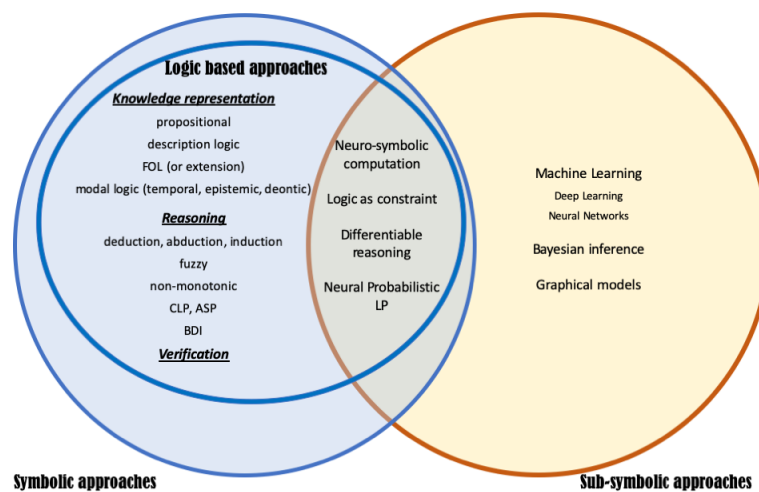 Logic based approaches
Knowledge representation
propositional
description logic
FOL (or extension)
modal logic (temporal, epistemic, deontic)
Reasoning
deduction, abduction, induction
fuzzy
non-monotonic
CLP, ASP
BDI
Verification
Neuro-symbolic
computation
Logic as constraint
Differentiable
reasoning
Neural Probabilistic
LP
Machine Learning
Deep Learning
Neural Networks
Bayesian inference
Graphical models
Symbolic approaches
Sub-symbolic approaches